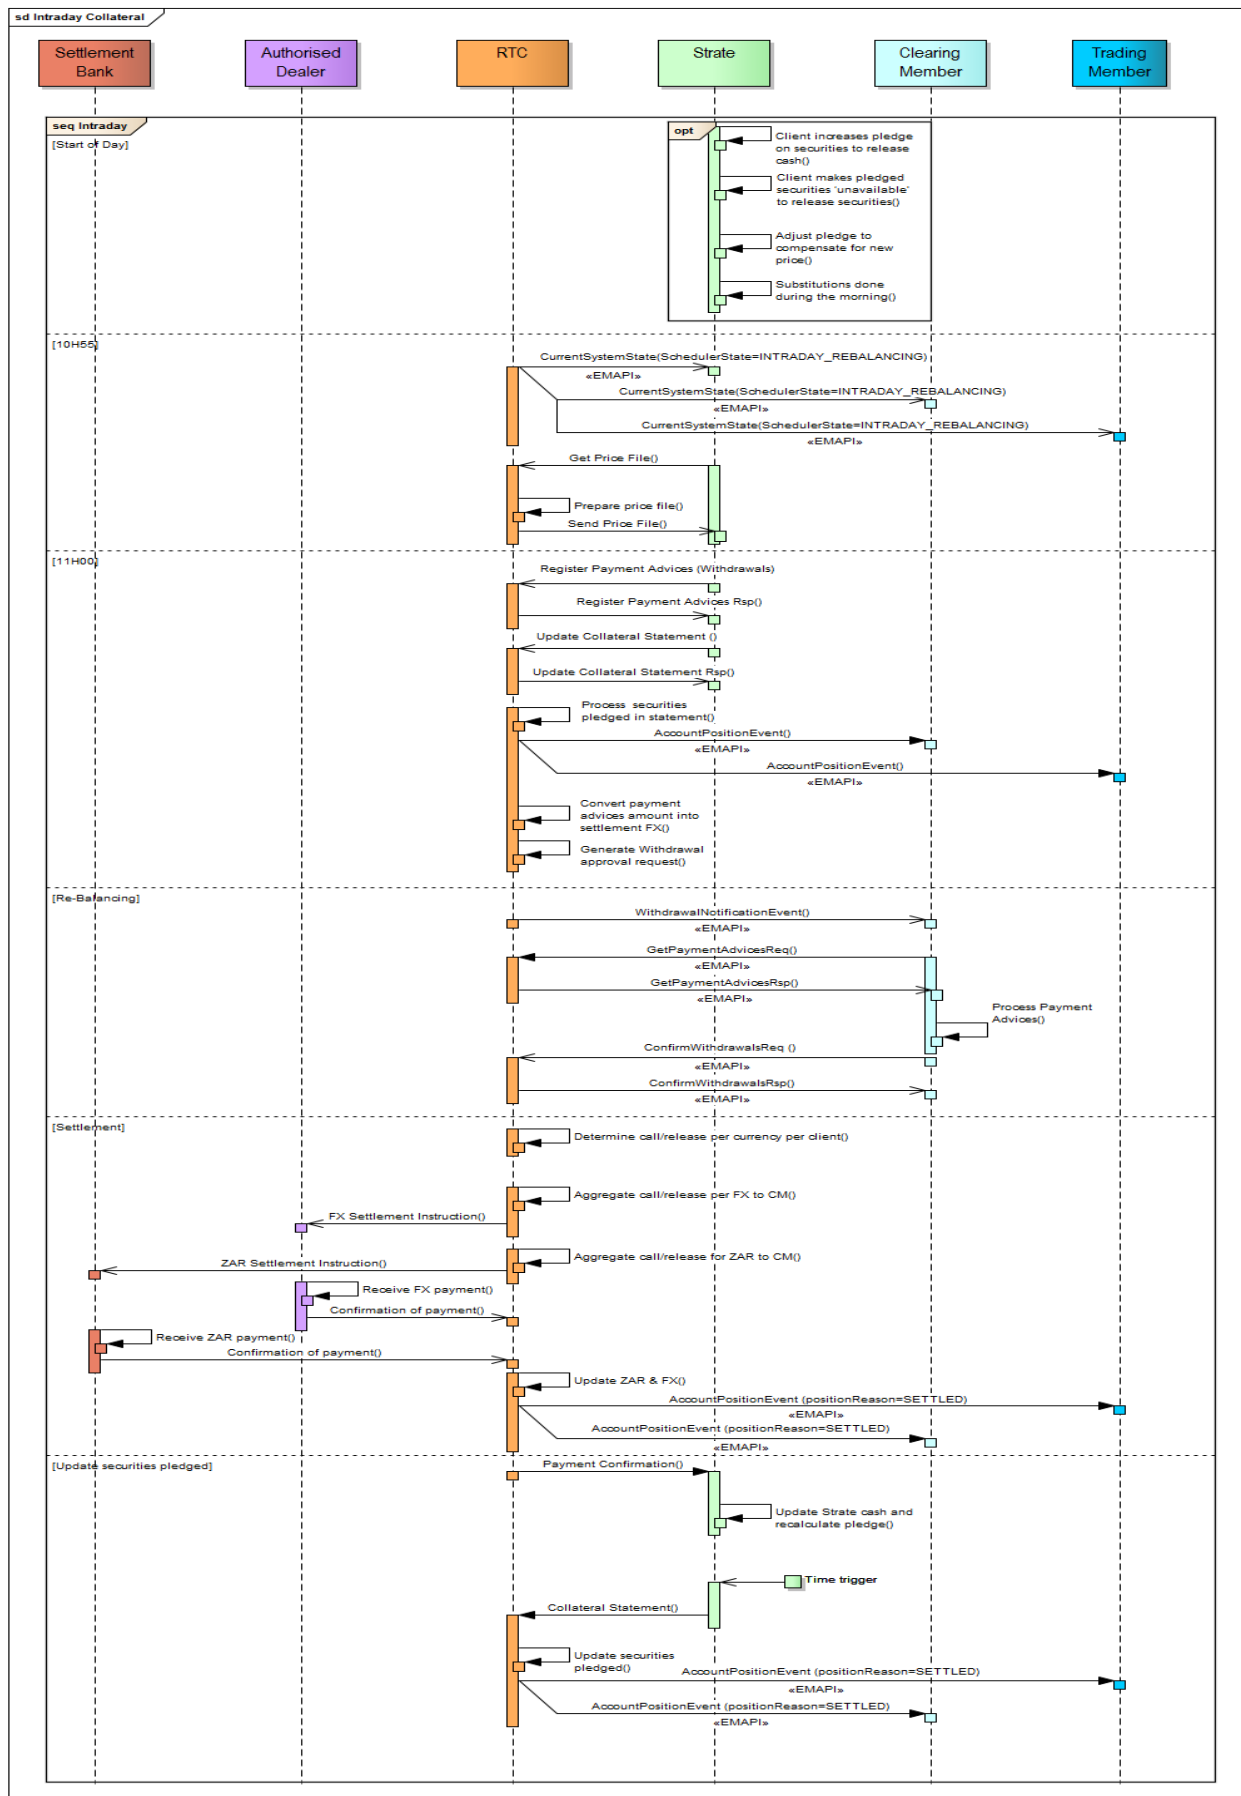 sd Intraday Collateral
Settlement
Bank
Authorised
Dealer
RTC
Strate
Clearing
Member
Trading
Member
seq Intraday
[Start of Day]
opt
Client increases pledge
on securities to release
cash()
Client makes pledged
securities 'unavailable'
to release securities()
Adjust pledge to
compensate for new
price()
Substitutions done
during the morning()
[10H55]
CurrentSystemState(SchedulerState=INTRADAY_REBALANCING)
«EMAPI»
CurrentSystemState(SchedulerState=INTRADAY_REBALANCING)
«EMAPI»
CurrentSystemState(SchedulerState=INTRADAY_REBALANCING)
«EMAPI»
Get Price File()
Prepare price file()
Send Price File()
[11H00]
Register Payment Advices (Withdrawals)
Register Payment Advices Rsp()
Update Collateral Statement ()
Update Collateral Statement Rsp()
Process  securities
pledged in statement()
AccountPositionEvent()
«EMAPI»
AccountPositionEvent()
«EMAPI»
Convert payment
advices amount into
settlement FX()
Generate Withdrawal
approval request()
[Re-Balancing]
WithdrawalNotificationEvent()
«EMAPI»
GetPaymentAdvicesReq()
«EMAPI»
GetPaymentAdvicesRsp()
«EMAPI»
Process Payment
Advices()
ConfirmWithdrawalsReq ()
«EMAPI»
ConfirmWithdrawalsRsp()
«EMAPI»
[Settlement]
Determine call/release per currency per client()
Aggregate call/release per FX to CM()
FX Settlement Instruction()
Aggregate call/release for ZAR to CM()
ZAR Settlement Instruction()
Receive FX payment()
Confirmation of payment()
Receive ZAR payment()
Confirmation of payment()
Update ZAR & FX()
AccountPositionEvent (positionReason=SETTLED)
«EMAPI»
AccountPositionEvent (positionReason=SETTLED)
«EMAPI»
[Update securities pledged]
Payment Confirmation()
Update Strate cash and
recalculate pledge()
Time trigger
Collateral Statement()
Update securities
pledged()
AccountPositionEvent (positionReason=SETTLED)
«EMAPI»
AccountPositionEvent (positionReason=SETTLED)
«EMAPI»